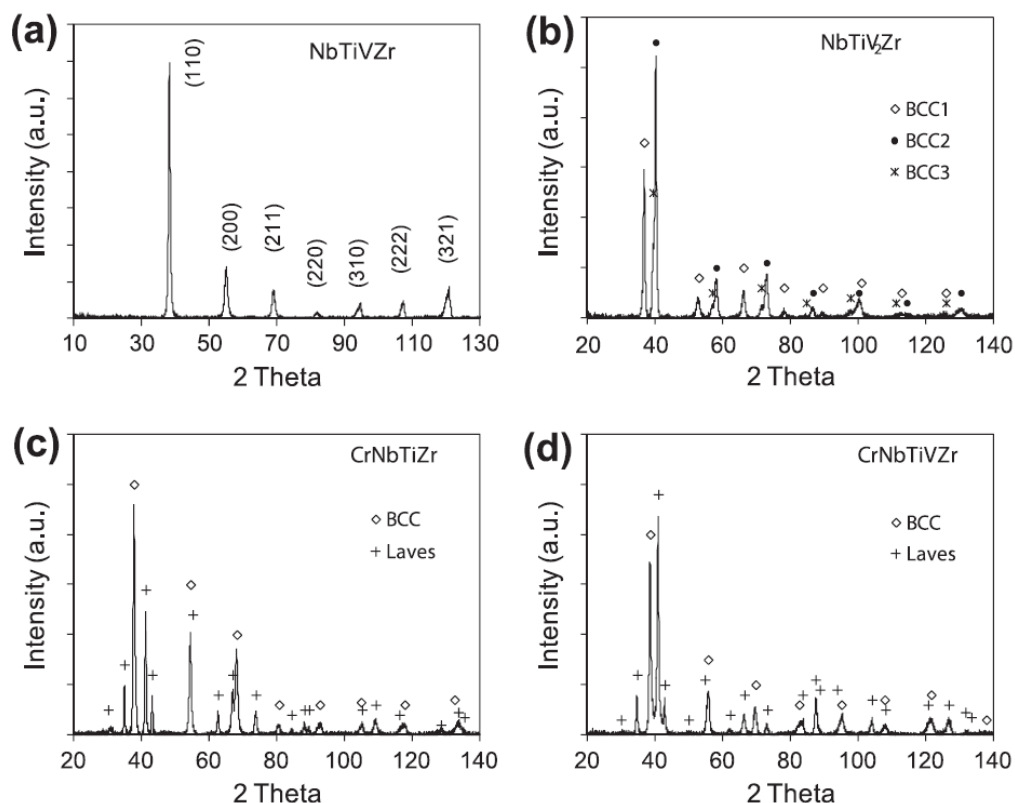 (a)
NbTiVZr
(110)
(200)
(211)
(220)
(310)
(222)
(321)
Intensity (a.u.)
10 30 50 70 90 110 130
2 Theta
(b)
NbTiV₂Zr
BCC1
BCC2
BCC3
Intensity (a.u.)
20 40 60 80 100 120 140
2 Theta
(c)
CrNbTiZr
BCC
Laves
Intensity (a.u.)
20 40 60 80 100 120 140
2 Theta
(d)
CrNbTiVZr
BCC
Laves
Intensity (a.u.)
20 40 60 80 100 120 140
2 Theta